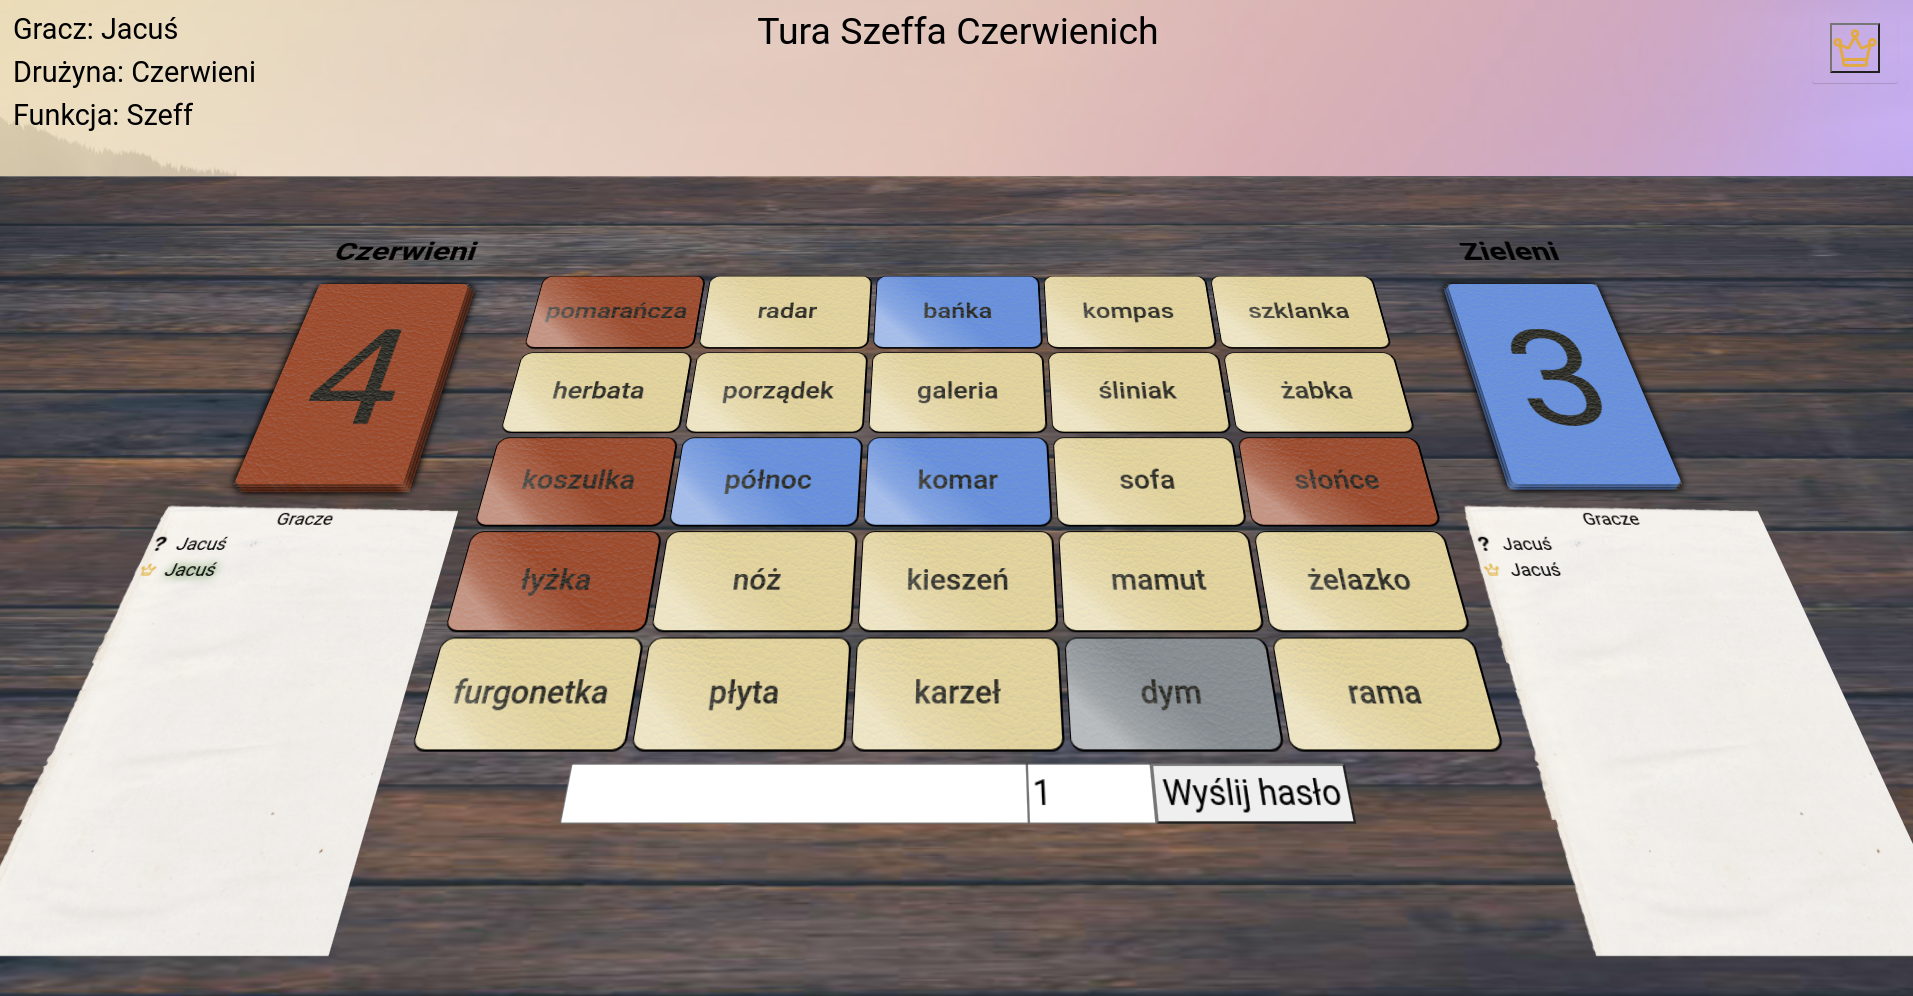 Gracz: Jacuś
Drużyna: Czerwieni
Funkcja: Szeff
Tura Szeffa Czerwienich
Czerwieni
Zieleni
4
3
pomarańcza radar bańka kompas szklanka
herbata porządek galeria śliniak żabka
koszulka północ komar sofa słońce
łyżka nóż kieszeń mamut żelazko
furgonetka płyta karzeł dym rama
Gracze
? Jacuś
Jacuś
Gracze
? Jacuś
Jacuś
1
Wyślij hasło